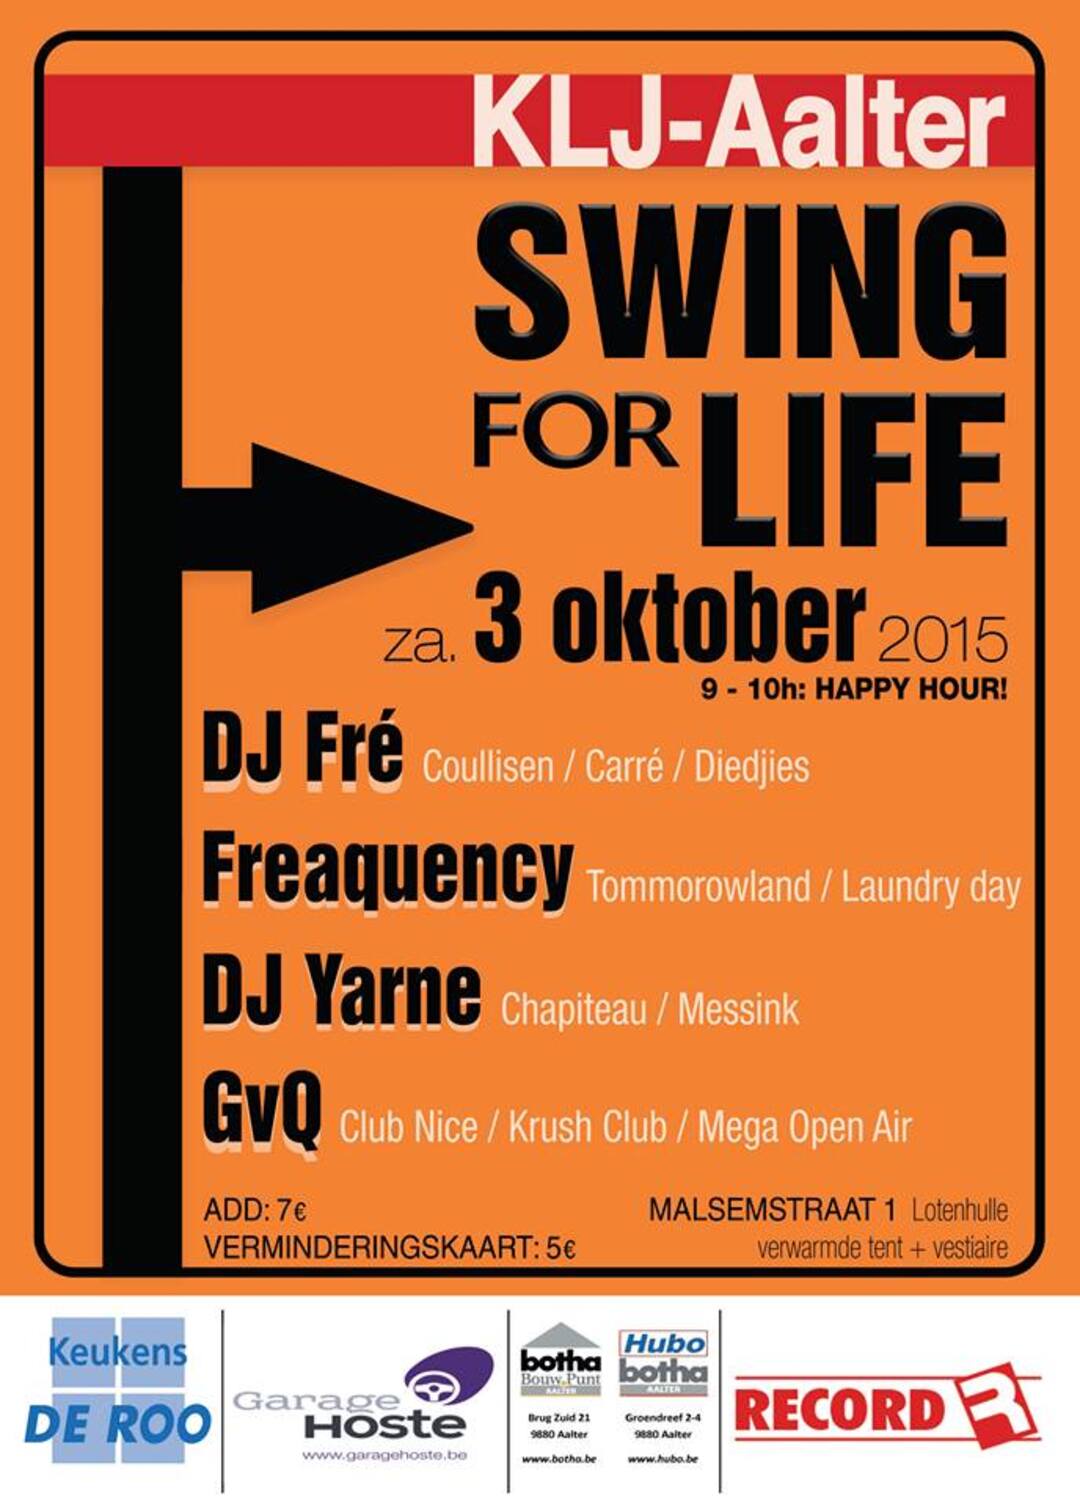 KLJ-Aalter
SWING
FOR LIFE
za. 3 oktober 2015
9 - 10h: HAPPY HOUR!
DJ Fré Coullisen / Carré / Diedjies
Freaquency Tommorowland / Laundry day
DJ Yarne Chapiteau / Messink
GvQ Club Nice / Krush Club / Mega Open Air
ADD: 7€
VERMINDERINGSKAART: 5€
MALSEMSTRAAT 1 Lotenhulle
verwarmde tent + vestiaire
Keukens
DE ROO
Garage
HOSTE
www.garagehoste.be
botha
Bouw.Punt
AALTER
Brug Zuid 21
9880 Aalter
www.botha.be
Hubo
botha
AALTER
Groendreef 2-4
9880 Aalter
www.hubo.be
RECORD R